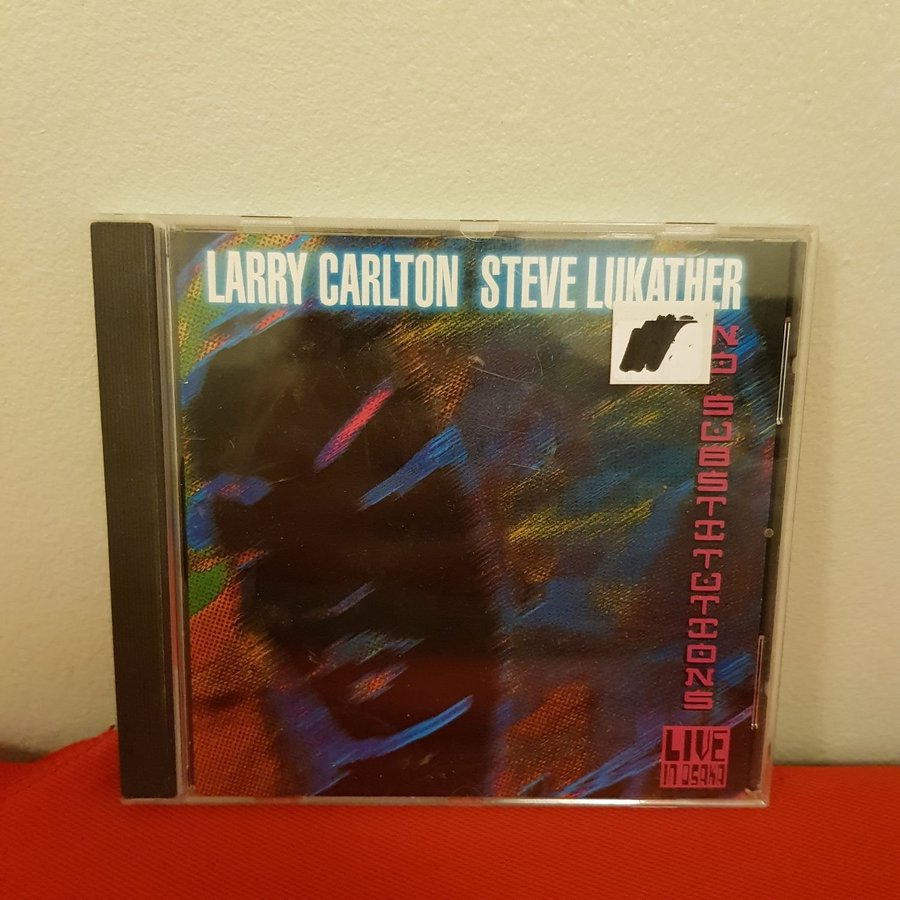 LARRY CARLTON STEVE LUKATHER
NO SUBSTITUTIONS
LIVE
IN OSAKA